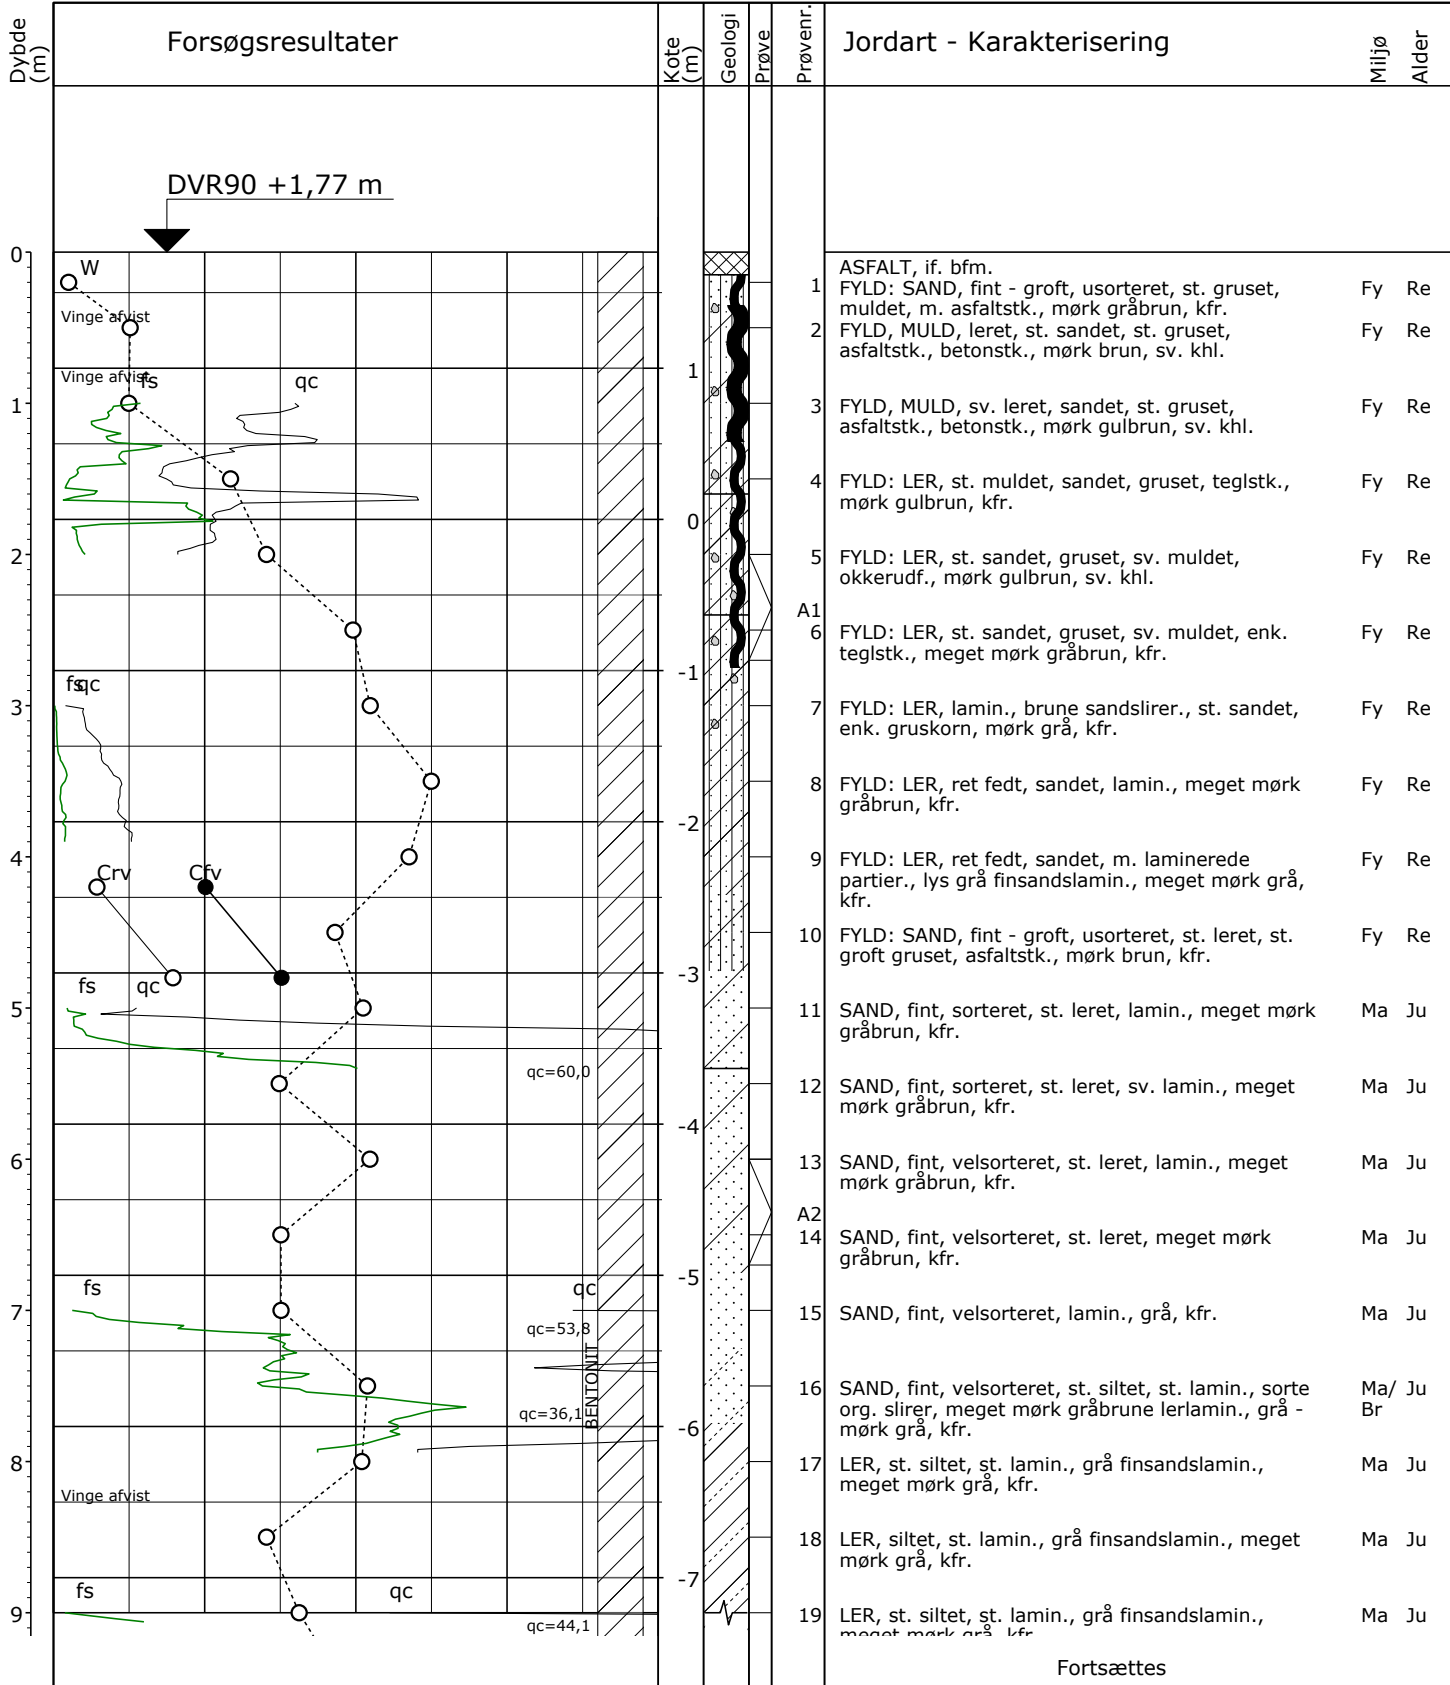 Dybde (m)
Forsøgsresultater
Kote (m)
Geologi
Prøve
Prøvenr.
Jordart - Karakterisering
Miljø
Alder
DVR90 +1,77 m
0
W
ASFALT, if. bfm.
1 FYLD: SAND, fint - groft, usorteret, st. gruset, Fy Re
muldet, m. asfaltstk., mørk gråbrun, kfr.
Vinge afvist
2 FYLD, MULD, leret, st. sandet, st. gruset, Fy Re
asfaltstk., betonstk., mørk brun, sv. khl.
Vinge afvist
fs
qc
1
1
3 FYLD, MULD, sv. leret, sandet, st. gruset, Fy Re
asfaltstk., betonstk., mørk gulbrun, sv. khl.
4 FYLD: LER, st. muldet, sandet, gruset, teglstk., Fy Re
mørk gulbrun, kfr.
0
2
5 FYLD: LER, st. sandet, gruset, sv. muldet, Fy Re
okkerudf., mørk gulbrun, sv. khl.
A1
6 FYLD: LER, st. sandet, gruset, sv. muldet, enk. Fy Re
teglstk., meget mørk gråbrun, kfr.
-1
fs
qc
3
7 FYLD: LER, lamin., brune sandslirer., st. sandet, Fy Re
enk. gruskorn, mørk grå, kfr.
8 FYLD: LER, ret fedt, sandet, lamin., meget mørk Fy Re
gråbrun, kfr.
-2
4
9 FYLD: LER, ret fedt, sandet, m. laminerede Fy Re
partier., lys grå finsandslamin., meget mørk grå,
kfr.
Crv
Cfv
10 FYLD: SAND, fint - groft, usorteret, st. leret, st. Fy Re
groft gruset, asfaltstk., mørk brun, kfr.
-3
fs
qc
5
11 SAND, fint, sorteret, st. leret, lamin., meget mørk Ma Ju
gråbrun, kfr.
qc=60,0
12 SAND, fint, sorteret, st. leret, sv. lamin., meget Ma Ju
mørk gråbrun, kfr.
-4
6
13 SAND, fint, velsorteret, st. leret, lamin., meget Ma Ju
mørk gråbrun, kfr.
A2
14 SAND, fint, velsorteret, st. leret, meget mørk Ma Ju
gråbrun, kfr.
-5
fs
qc
7
15 SAND, fint, velsorteret, lamin., grå, kfr. Ma Ju
qc=53,8
BENTONIT
16 SAND, fint, velsorteret, st. siltet, st. lamin., sorte Ma/ Ju
org. slirer, meget mørk gråbrune lerlamin., grå - Br
mørk grå, kfr.
qc=36,1
-6
8
17 LER, st. siltet, st. lamin., grå finsandslamin., Ma Ju
meget mørk grå, kfr.
Vinge afvist
18 LER, siltet, st. lamin., grå finsandslamin., meget Ma Ju
mørk grå, kfr.
-7
fs
qc
9
19 LER, st. siltet, st. lamin., grå finsandslamin., Ma Ju
meget mørk grå, kfr.
qc=44,1
Fortsættes